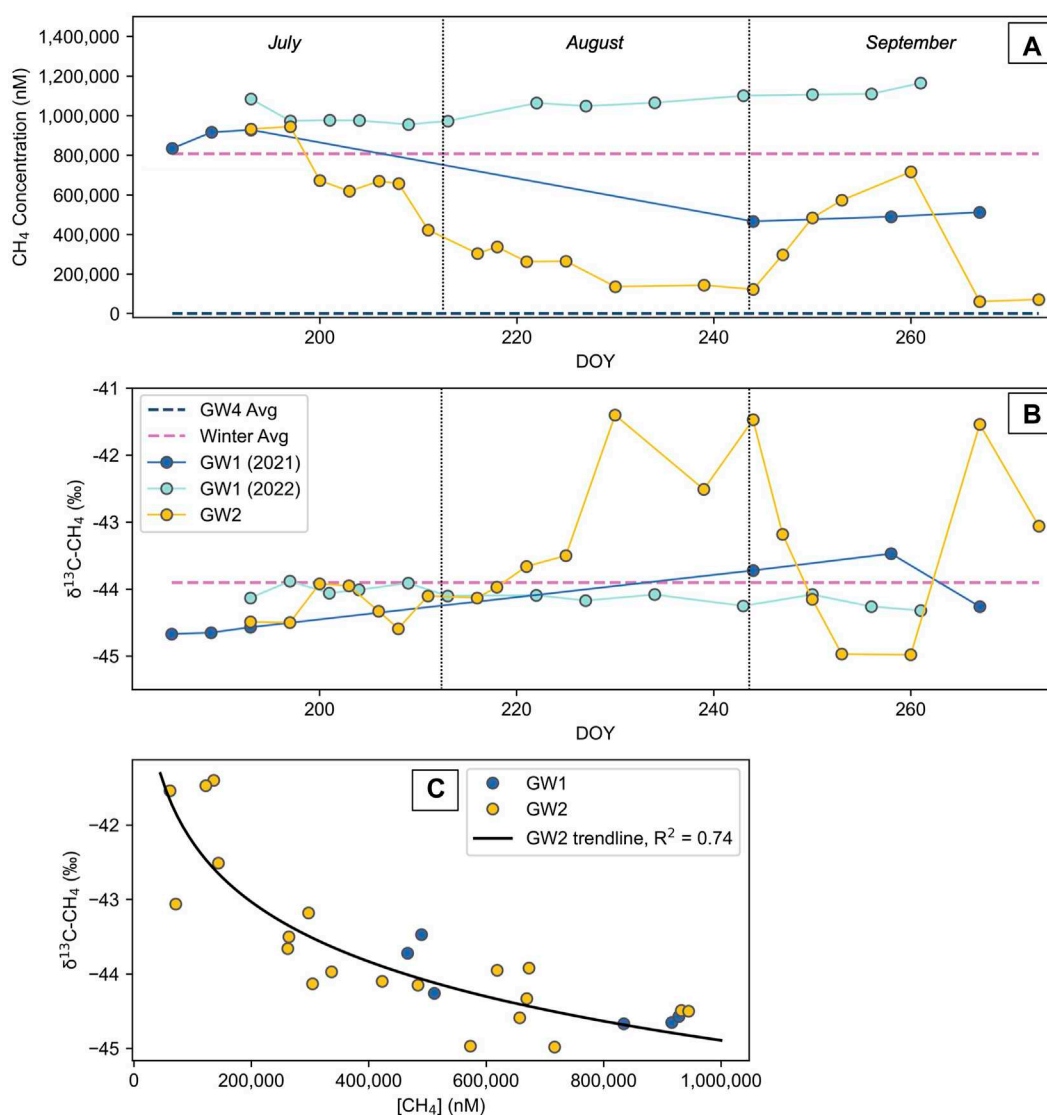 July August September A
1,400,000
1,200,000
1,000,000
800,000
600,000
400,000
200,000
0
CH₄ Concentration (nM)
200 220 240 260
DOY
B
-41
-42
-43
-44
-45
δ¹³C-CH₄ (‰)
GW4 Avg
Winter Avg
GW1 (2021)
GW1 (2022)
GW2
200 220 240 260
DOY
C
GW1
GW2
GW2 trendline, R² = 0.74
−42
−43
−44
−45
δ¹³C-CH₄ (‰)
0 200,000 400,000 600,000 800,000 1,000,000
[CH₄] (nM)